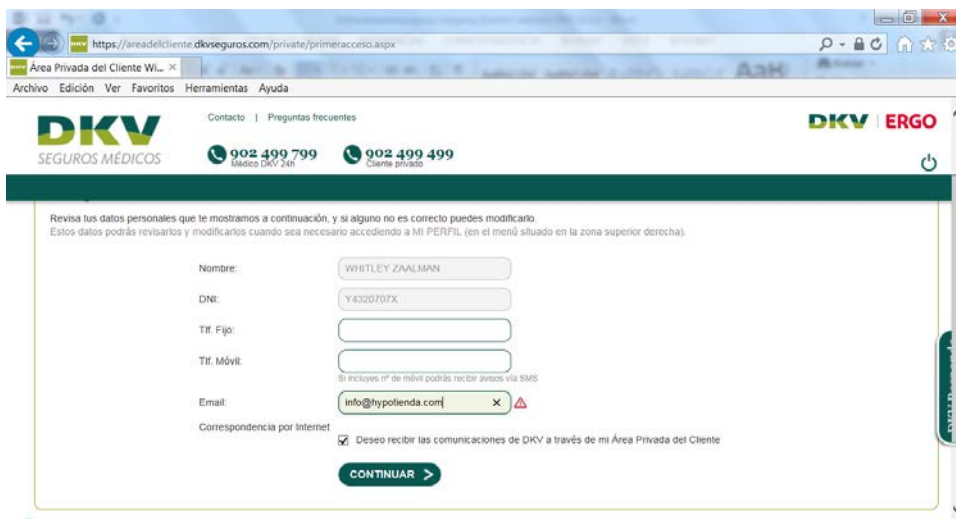 https://areadelcliente.dkvseguros.com/private/primeracceso.aspx
Área Privada del Cliente Wi...
Archivo Edición Ver Favoritos Herramientas Ayuda
DKV
SEGUROS MÉDICOS
Contacto | Preguntas frecuentes
902 499 799
Médico DKV 24h
902 499 499
Cliente privado
DKV ERGO
Revisa tus datos personales que te mostramos a continuación, y si alguno no es correcto puedes modificarlo.
Estos datos podrás revisarlos y modificarlos cuando sea necesario accediendo a MI PERFIL (en el menú situado en la zona superior derecha).
Nombre: WHITLEY ZAALMAN
DNI: Y4320707X
Tlf. Fijo:
Tlf. Móvil:
Si incluyes nº de móvil podrás recibir avisos vía SMS
Email: info@hypotienda.com
Correspondencia por Internet
Deseo recibir las comunicaciones de DKV a través de mi Área Privada del Cliente
CONTINUAR >